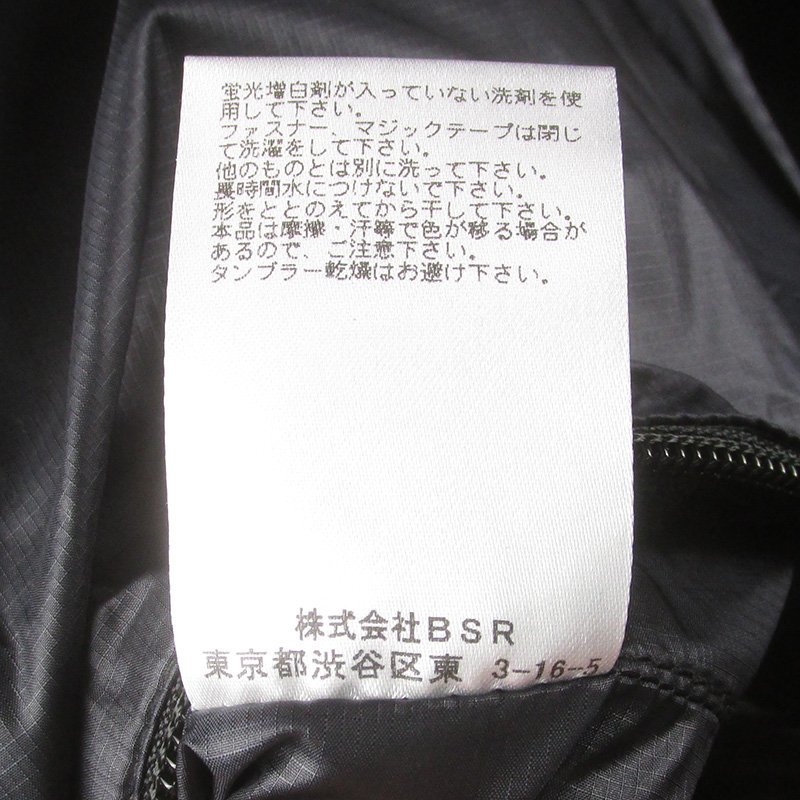 蛍光増白剤が入っていない洗剤を使
用して下さい。
ファスナー、マジックテープは閉じ
て洗濯をして下さい。
他のものとは別に洗って下さい。
長時間水につけないで下さい。
形をととのえてから干して下さい。
本品は摩擦・汗等で色が移る場合が
あるので、ご注意下さい。
タンブラー乾燥はお避け下さい。
株式会社BSR
東京都渋谷区東 3-16-5